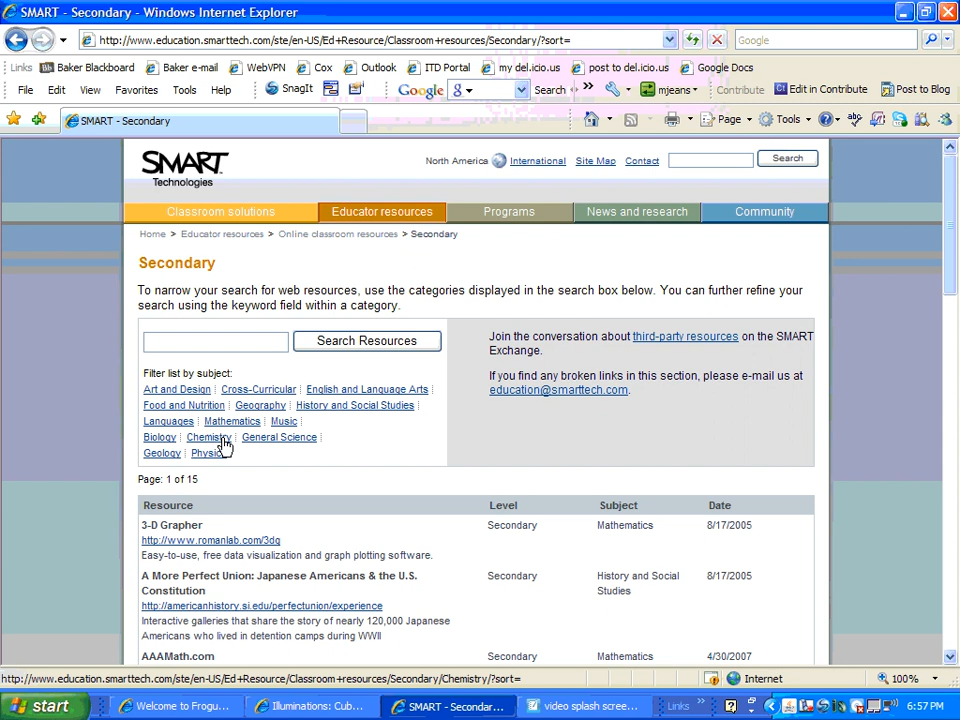 SMART - Secondary - Windows Internet Explorer
http://www.education.smarttech.com/ste/en-US/Ed+Resource/Classroom+resources/Secondary/?sort=
Google
Links Baker Blackboard Baker e-mail WebVPN Cox Outlook ITD Portal my del.icio.us post to del.icio.us Google Docs
File Edit View Favorites Tools Help SnagIt Google Search mjeans Contribute Edit in Contribute Post to Blog
SMART - Secondary Page Tools
SMART
Technologies
North America International Site Map Contact Search
Classroom solutions Educator resources Programs News and research Community
Home > Educator resources > Online classroom resources > Secondary
Secondary
To narrow your search for web resources, use the categories displayed in the search box below. You can further refine your
search using the keyword field within a category.
Search Resources
Join the conversation about third-party resources on the SMART
Exchange.
If you find any broken links in this section, please e-mail us at
education@smarttech.com.
Filter list by subject:
Art and Design Cross-Curricular English and Language Arts
Food and Nutrition Geography History and Social Studies
Languages Mathematics Music
Biology Chemistry General Science
Geology Physics
Page: 1 of 15
Resource Level Subject Date
3-D Grapher Secondary Mathematics 8/17/2005
http://www.romanlab.com/3dg
Easy-to-use, free data visualization and graph plotting software.
A More Perfect Union: Japanese Americans & the U.S. Secondary History and Social 8/17/2005
Constitution Studies
http://americanhistory.si.edu/perfectunion/experience
Interactive galleries that share the story of nearly 120,000 Japanese
Americans who lived in detention camps during WWII
AAAMath.com Secondary Mathematics 4/30/2007
http://www.education.smarttech.com/ste/en-US/Ed+Resource/Classroom+resources/Secondary/Chemistry/?sort= Internet 100%
start Welcome to Frogu... Illuminations: Cub... SMART - Secondar... video splash scree... Links 6:57 PM